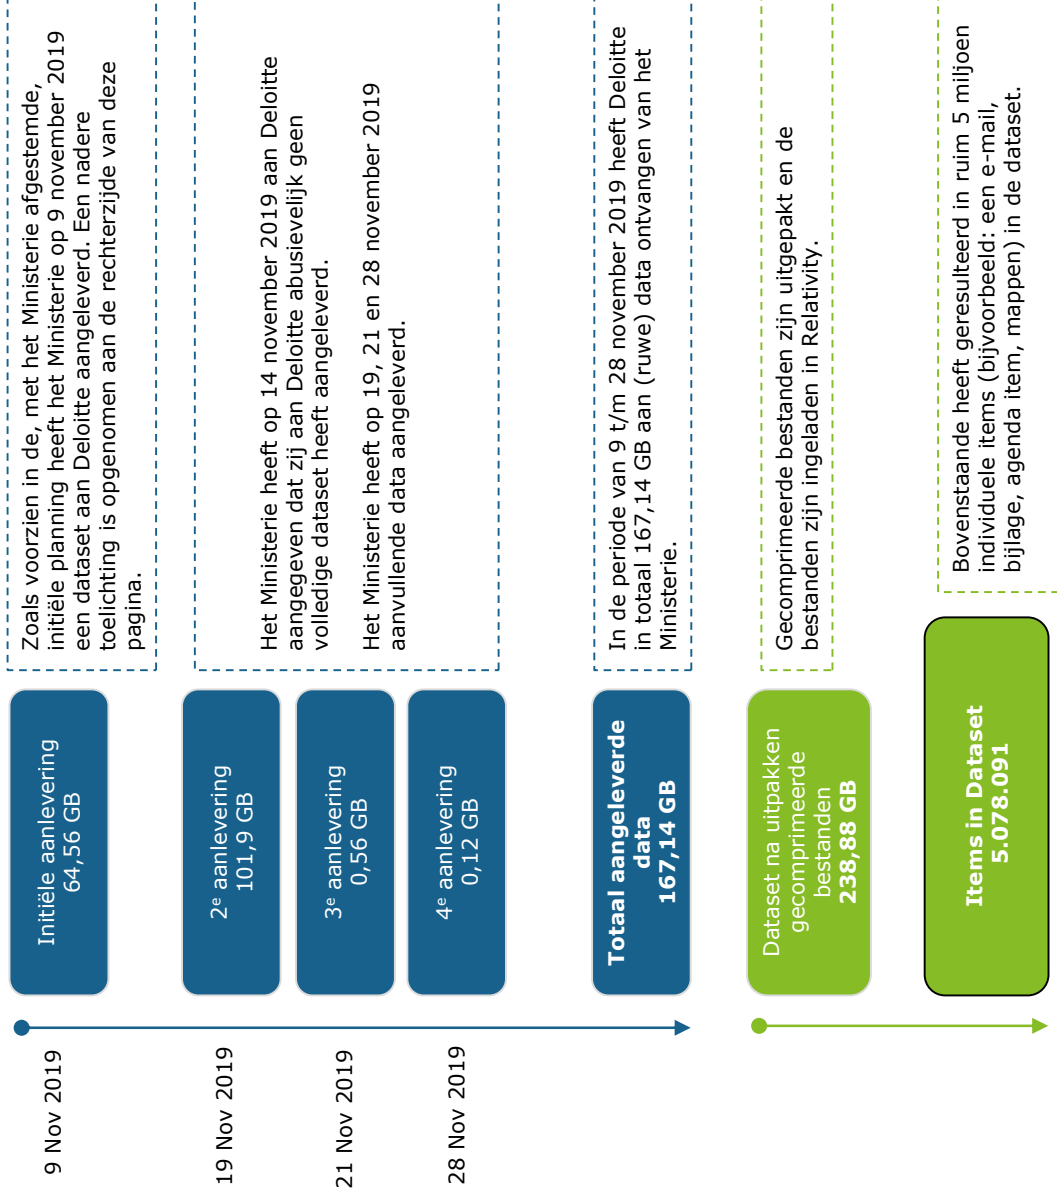 9 Nov 2019
Initiële aanlevering
64,56 GB
Zoals voorzien in de, met het Ministerie afgestemde,
initiële planning heeft het Ministerie op 9 november 2019
een dataset aan Deloitte aangeleverd. Een nadere
toelichting is opgenomen aan de rechterzijde van deze
pagina.
19 Nov 2019
2e aanlevering
101,9 GB
21 Nov 2019
3e aanlevering
0,56 GB
28 Nov 2019
4e aanlevering
0,12 GB
Het Ministerie heeft op 14 november 2019 aan Deloitte
aangegeven dat zij aan Deloitte abusievelijk geen
volledige dataset heeft aangeleverd.
Het Ministerie heeft op 19, 21 en 28 november 2019
aanvullende data aangeleverd.
Totaal aangeleverde
data
167,14 GB
In de periode van 9 t/m 28 november 2019 heeft Deloitte
in totaal 167,14 GB aan (ruwe) data ontvangen van het
Ministerie.
Dataset na uitpakken
gecomprimeerde
bestanden
238,88 GB
Gecomprimeerde bestanden zijn uitgepakt en de
bestanden zijn ingeladen in Relativity.
Items in Dataset
5.078.091
Bovenstaande heeft geresulteerd in ruim 5 miljoen
individuele items (bijvoorbeeld: een e-mail,
bijlage, agenda item, mappen) in de dataset.